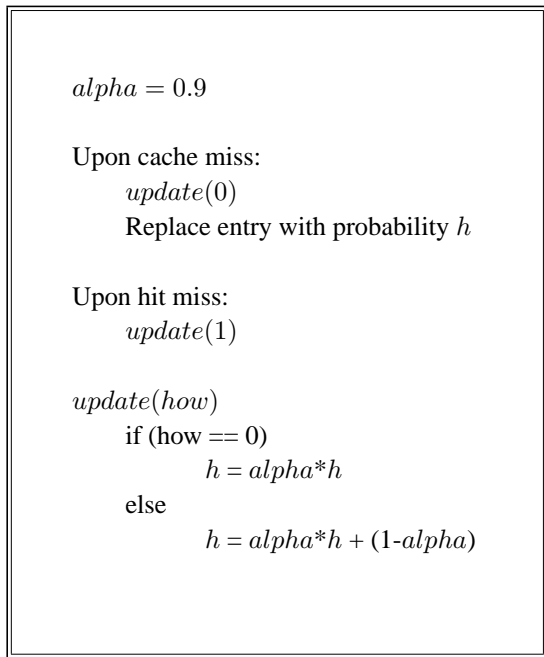 alpha = 0.9
Upon cache miss:
update(0)
Replace entry with probability h
Upon hit miss:
update(1)
update(how)
if (how == 0)
h = alpha*h
else
h = alpha*h + (1-alpha)